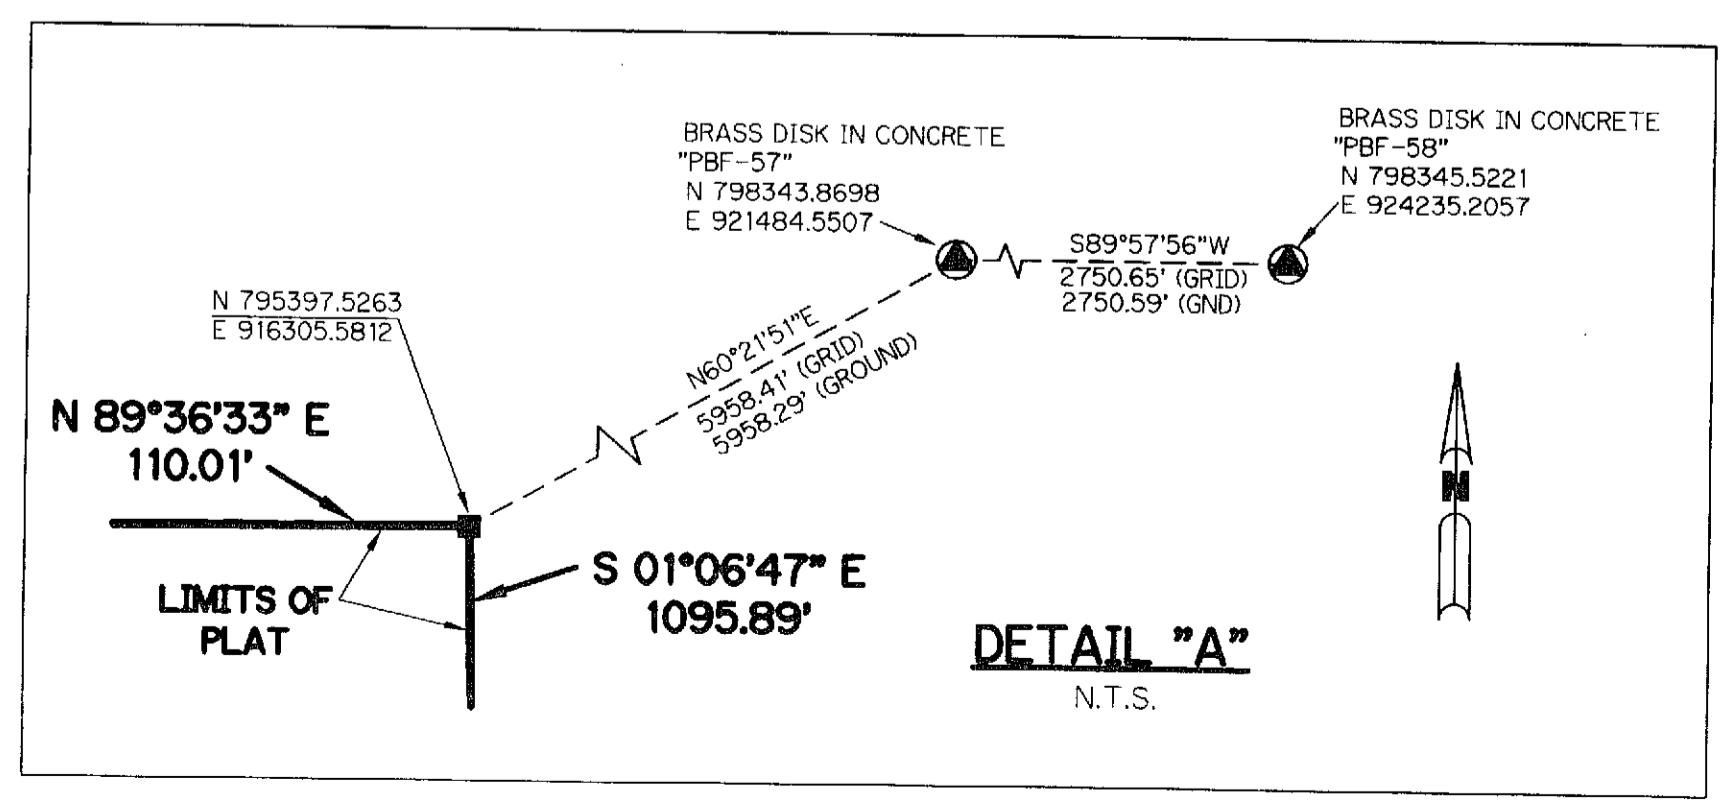 BRASS DISK IN CONCRETE
"PBF-57"
N 798343.8698
E 921484.5507
BRASS DISK IN CONCRETE
"PBF-58"
N 798345.5221
E 924235.2057
S89°57'56"W
2750.65' (GRID)
2750.59' (GND)
N 795397.5263
E 916305.5812
N60°21'51"E
5958.41' (GRID)
5958.29' (GROUND)
N 89°36'33" E
110.01'
N
S 01°06'47" E
1095.89'
LIMITS OF
PLAT
DETAIL "A"
N.T.S.